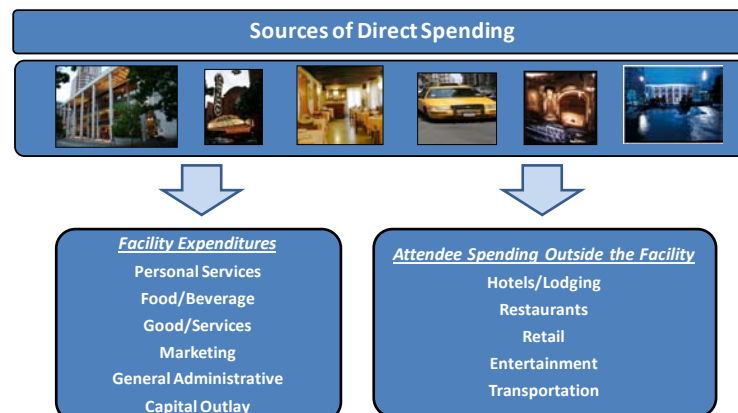 Sources of Direct Spending
Facility Expenditures
Personal Services
Food/Beverage
Good/Services
Marketing
General Administrative
Capital Outlay
Attendee Spending Outside the Facility
Hotels/Lodging
Restaurants
Retail
Entertainment
Transportation